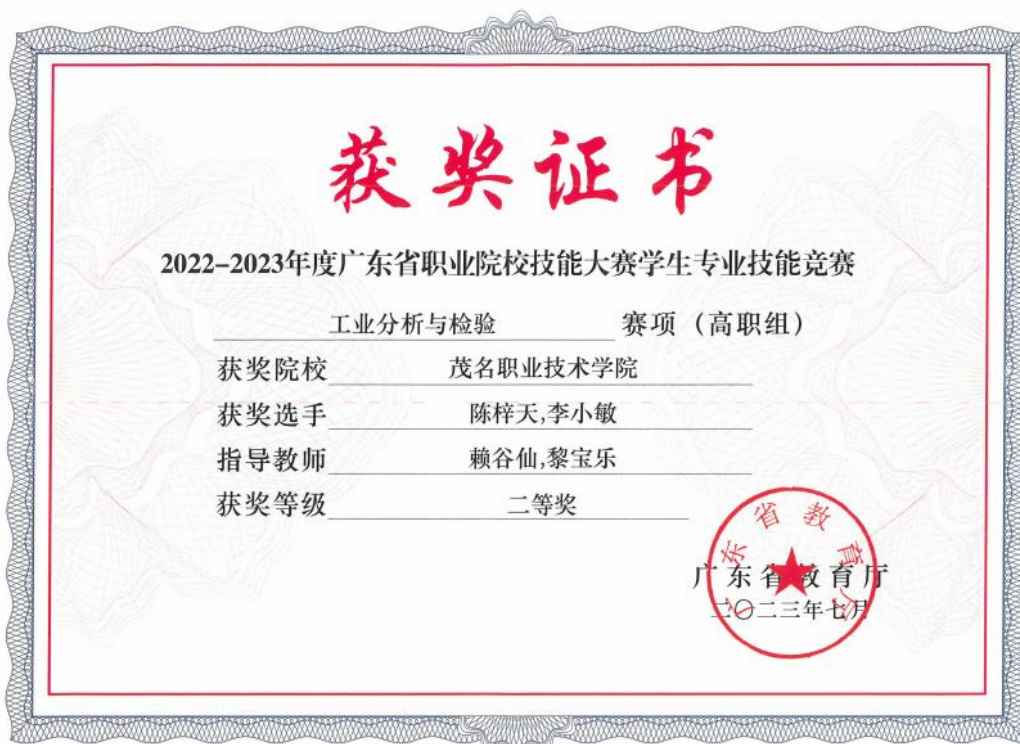 获奖证书
2022-2023年度广东省职业院校技能大赛学生专业技能竞赛
工业分析与检验 赛项（高职组）
获奖院校 茂名职业技术学院
获奖选手 陈梓天,李小敏
指导教师 赖谷仙,黎宝乐
获奖等级 二等奖
广东省教育厅
广东省教育厅
二〇二三年七月